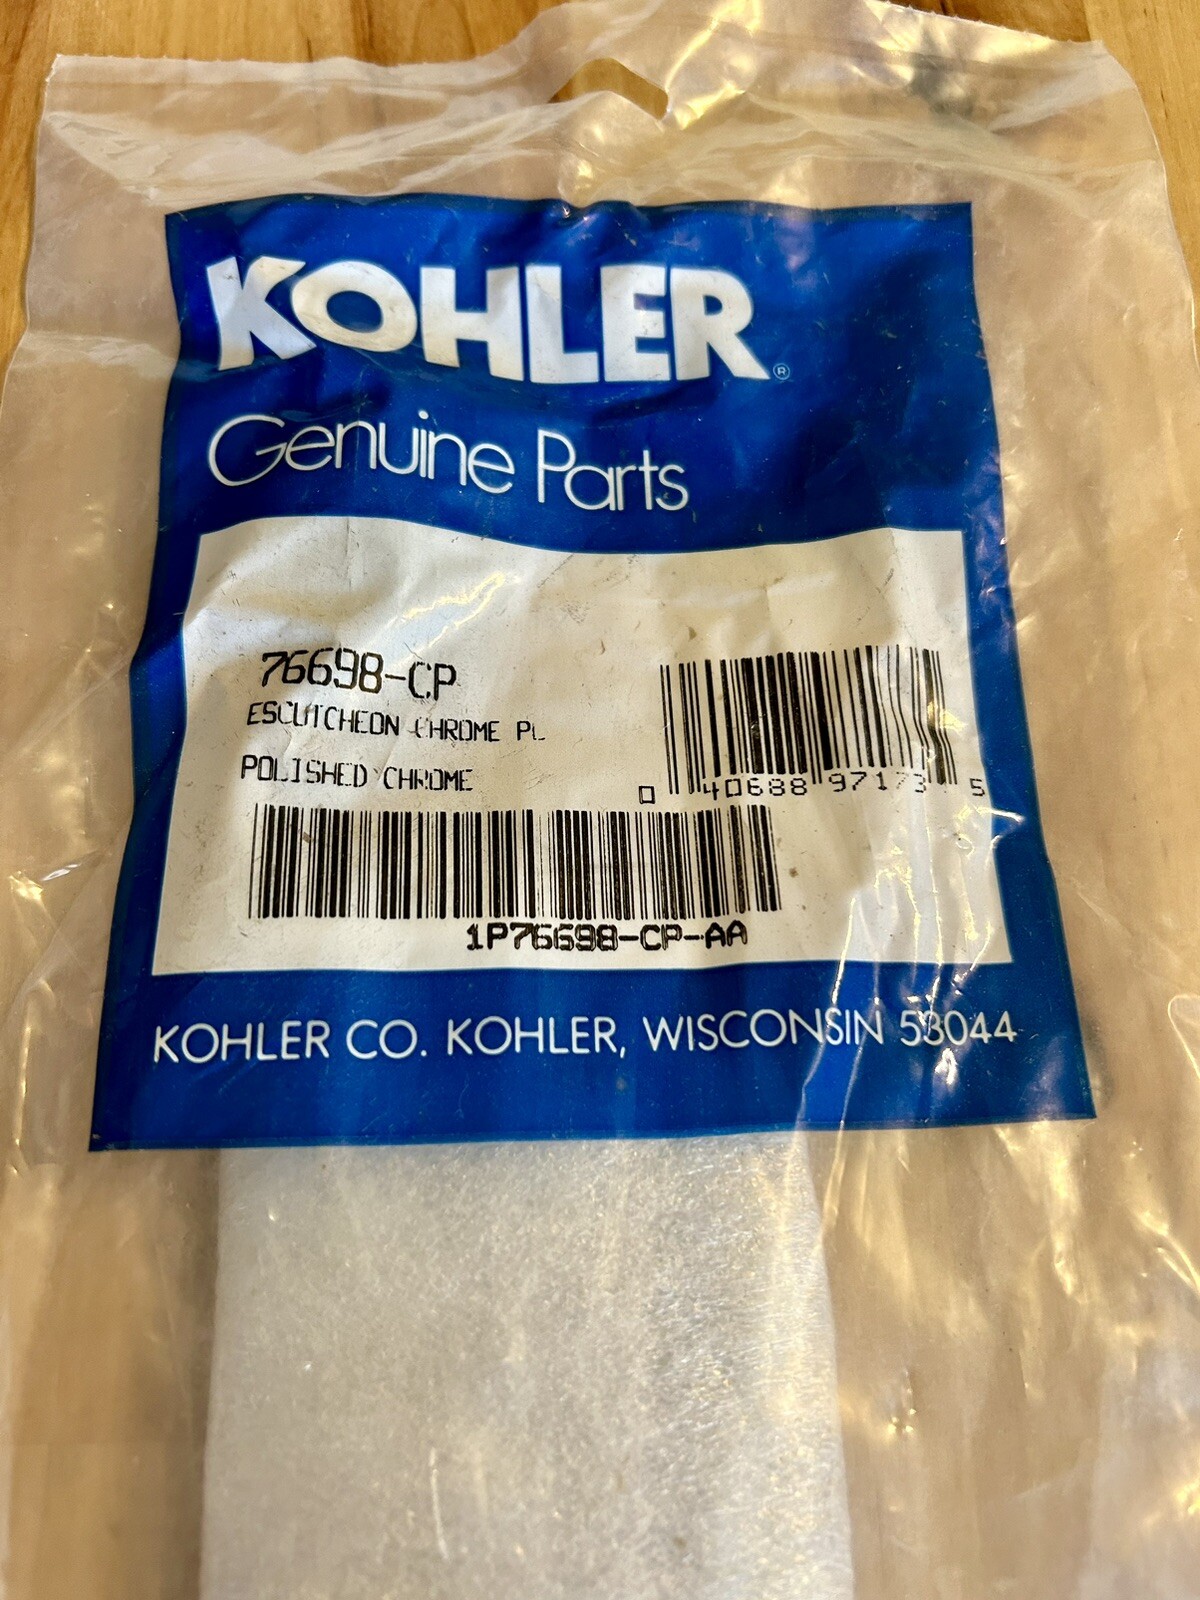 KOHLER®
Genuine Parts
76698-CP
ESCUTCHEON CHROME PL
POLISHED CHROME
0 40688 97173 5
1P76698-CP-AA
KOHLER CO. KOHLER, WISCONSIN 53044